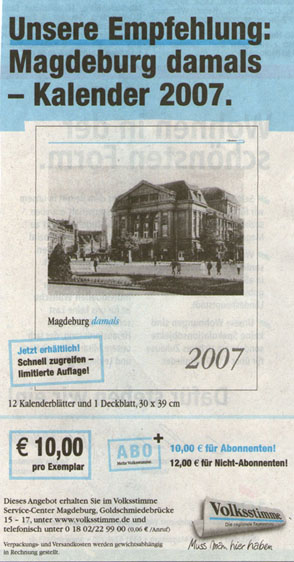 Unsere Empfehlung:
Magdeburg damals
– Kalender 2007.
Magdeburg damals
2007
Jetzt erhältlich!
Schnell zugreifen –
limitierte Auflage!
12 Kalenderblätter und 1 Deckblatt, 30 x 39 cm
€ 10,00
pro Exemplar
ABO+
10,00 € für Abonnenten!
12,00 € für Nicht-Abonnenten!
Dieses Angebot erhalten Sie im Volksstimme
Service-Center Magdeburg, Goldschmiedebrücke
15 – 17, unter www.volksstimme.de und
telefonisch unter 0 18 02/22 99 00 (0,06 €/Anruf)
Verpackungs- und Versandkosten werden gewichtsabhängig
in Rechnung gestellt.
Volksstimme
Muss man hier haben